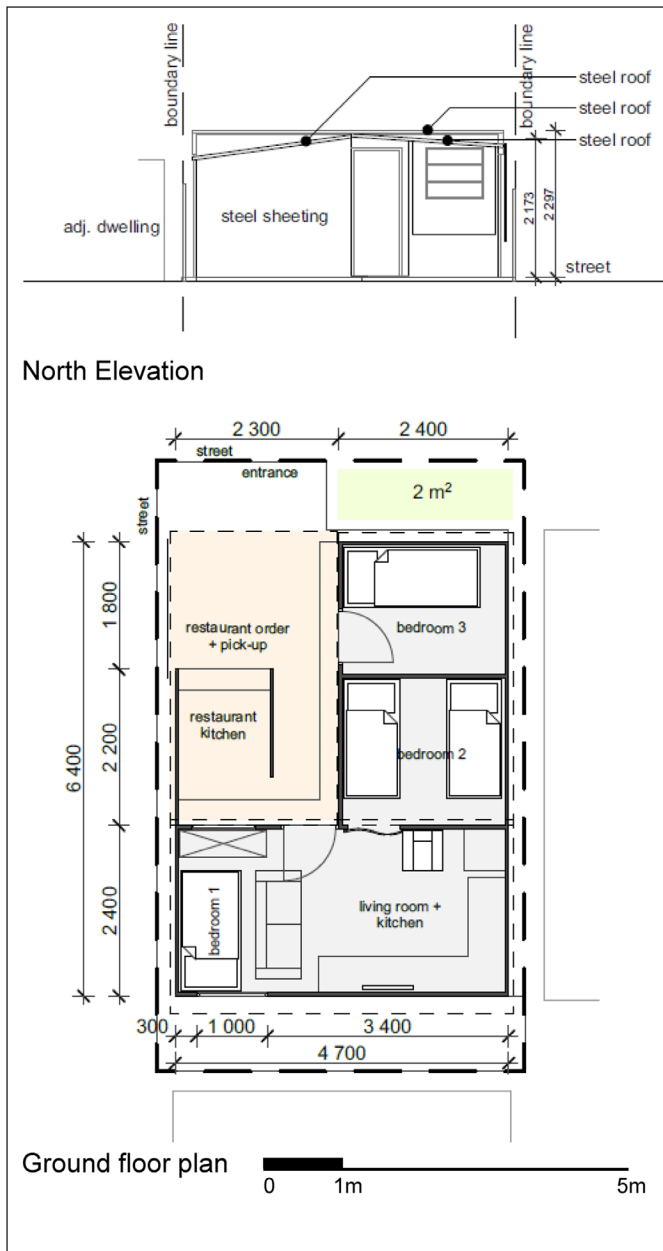 boundary line
boundary line
steel roof
steel roof
steel roof
adj. dwelling
steel sheeting
2 173
2 297
street
North Elevation
2 300
2 400
street
entrance
2 m²
street
1 800
restaurant order
+ pick-up
bedroom 3
6 400
2 200
restaurant
kitchen
bedroom 2
2 400
bedroom 1
living room +
kitchen
300
1 000
3 400
4 700
Ground floor plan
0
1m
5m